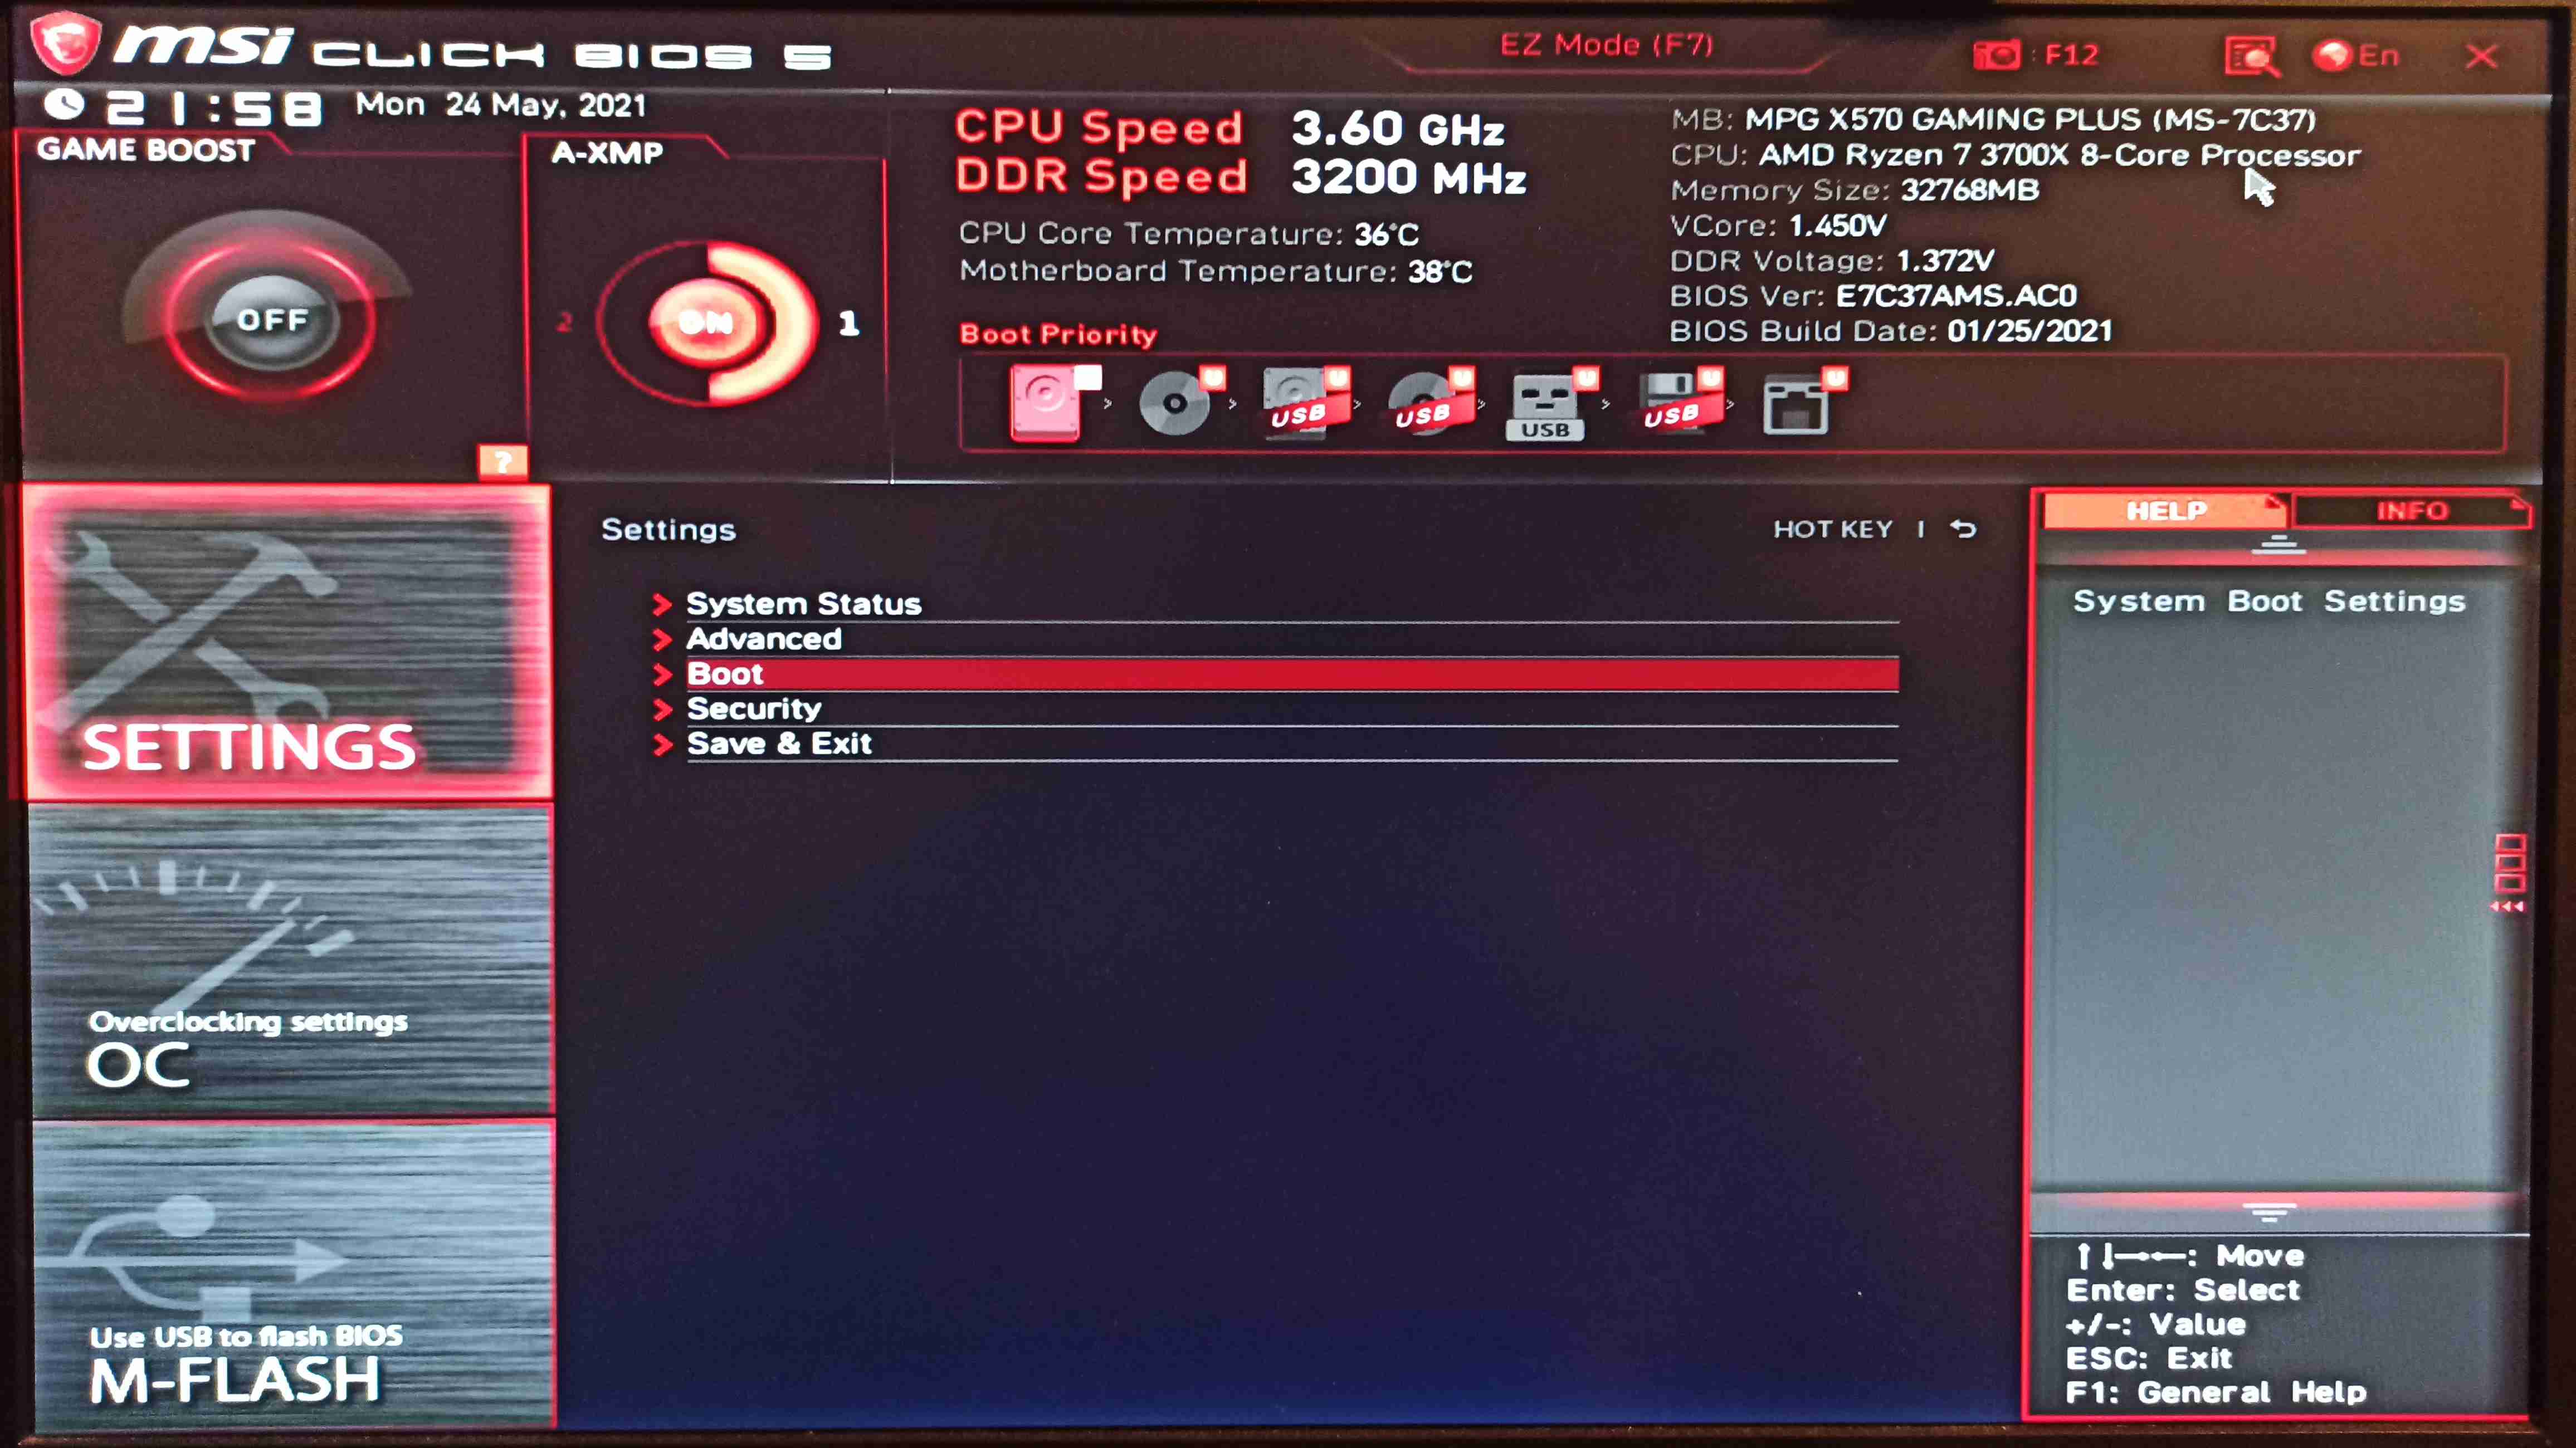 msi CLICK BIOS 5
EZ Mode (F7)
: F12
En
21:58 Mon 24 May, 2021
GAME BOOST
OFF
?
A-XMP
2
ON
1
CPU Speed 3.60 GHz
DDR Speed 3200 MHz
CPU Core Temperature: 36°C
Motherboard Temperature: 38°C
MB: MPG X570 GAMING PLUS (MS-7C37)
CPU: AMD Ryzen 7 3700X 8-Core Processor
Memory Size: 32768MB
VCore: 1.450V
DDR Voltage: 1.372V
BIOS Ver: E7C37AMS.AC0
BIOS Build Date: 01/25/2021
Boot Priority
U
USB U
USB U
USB U
USB U
U
SETTINGS
Overclocking settings
OC
Use USB to flash BIOS
M-FLASH
Settings
HOT KEY |
> System Status
> Advanced
> Boot
> Security
> Save & Exit
HELP
INFO
System Boot Settings
↑↓→←: Move
Enter: Select
+/-: Value
ESC: Exit
F1: General Help